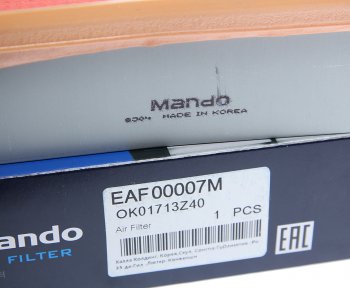 Mando
MADE IN KOREA
EAF00007M
OK01713Z40
Air Filter
1 PCS
ando
FILTER
EAC